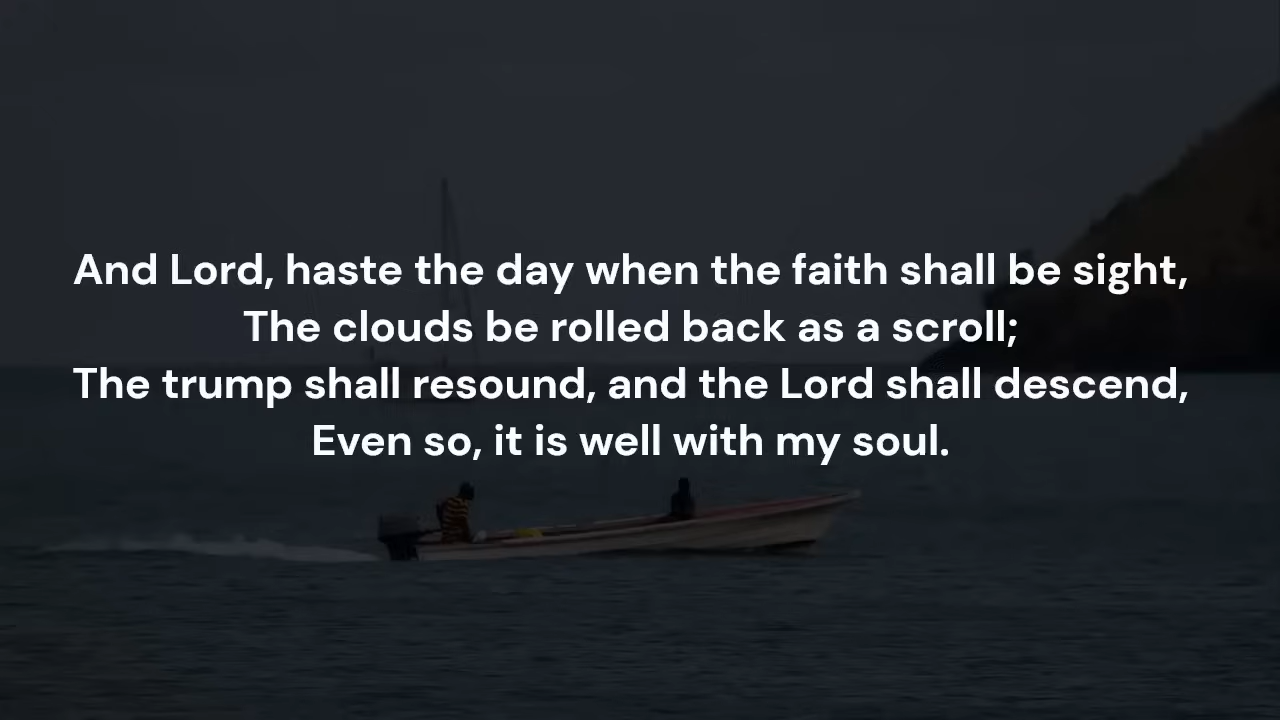 And Lord, haste the day when the faith shall be sight,
The clouds be rolled back as a scroll;
The trump shall resound, and the Lord shall descend,
Even so, it is well with my soul.